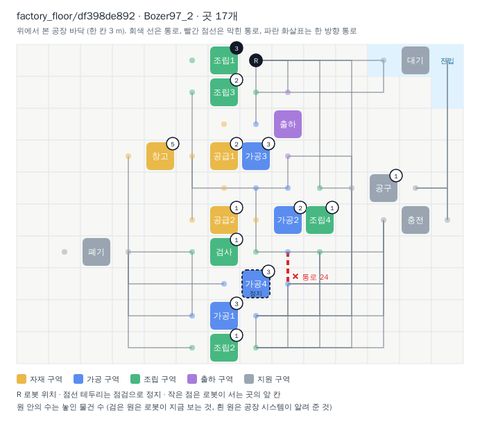 factory_floor/df398de892 · Bozer97_2 · 곳 17개
위에서 본 공장 바닥 (한 칸 3 m). 회색 선은 통로, 빨간 점선은 막힌 통로, 파란 화살표는 한 방향 통로
조립1 3
R
대기
진입
조립3 2
출하
창고 5
공급1 2
가공3 3
공구 1
공급2 1
가공2 2
조립4 1
충전
폐기
검사 1
가공4 3
정지
✖ 통로 24
가공1 3
조립2 1
자재 구역
가공 구역
조립 구역
출하 구역
지원 구역
R 로봇 위치 · 점선 테두리는 점검으로 정지 · 작은 점은 로봇이 서는 곳의 앞 칸
원 안의 수는 놓인 물건 수 (검은 원은 로봇이 지금 보는 것, 흰 원은 공장 시스템이 알려 준 것)